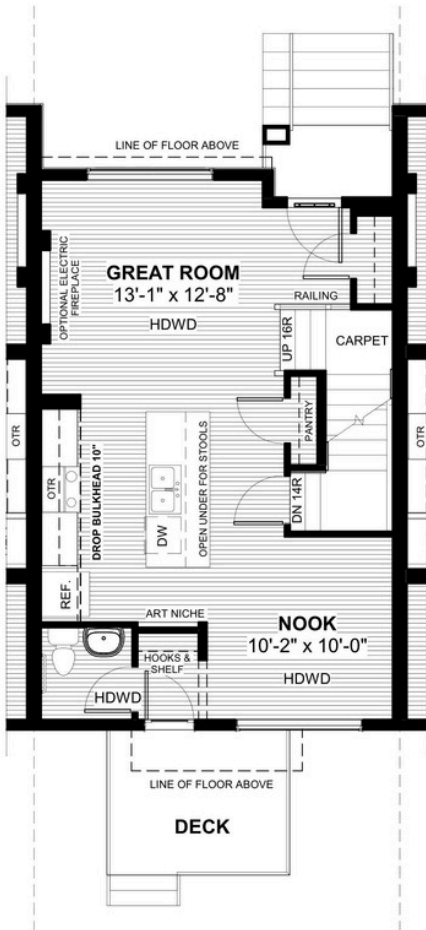 LINE OF FLOOR ABOVE
OPTIONAL ELECTRIC
FIREPLACE
GREAT ROOM
13'-1" x 12'-8"
HDWD
RAILING
UP 16R
CARPET
PANTRY
OTR
OTR
DROP BULKHEAD 10"
DW
OPEN UNDER FOR STOOLS
DN 14R
OTR
REF.
ART NICHE
NOOK
10'-2" x 10'-0"
HDWD
HOOKS &
SHELF
HDWD
LINE OF FLOOR ABOVE
DECK